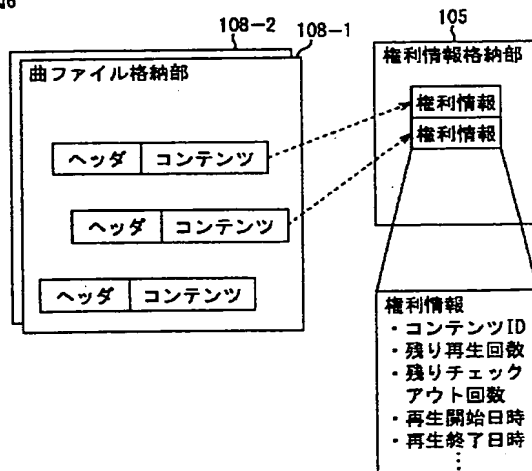 108-2
108-1
曲ファイル格納部
ヘッダ コンテンツ
ヘッダ コンテンツ
ヘッダ コンテンツ
105
権利情報格納部
権利情報
権利情報
権利情報
・コンテンツID
・残り再生回数
・残りチェック
アウト回数
・再生開始日時
・再生終了日時
⋮